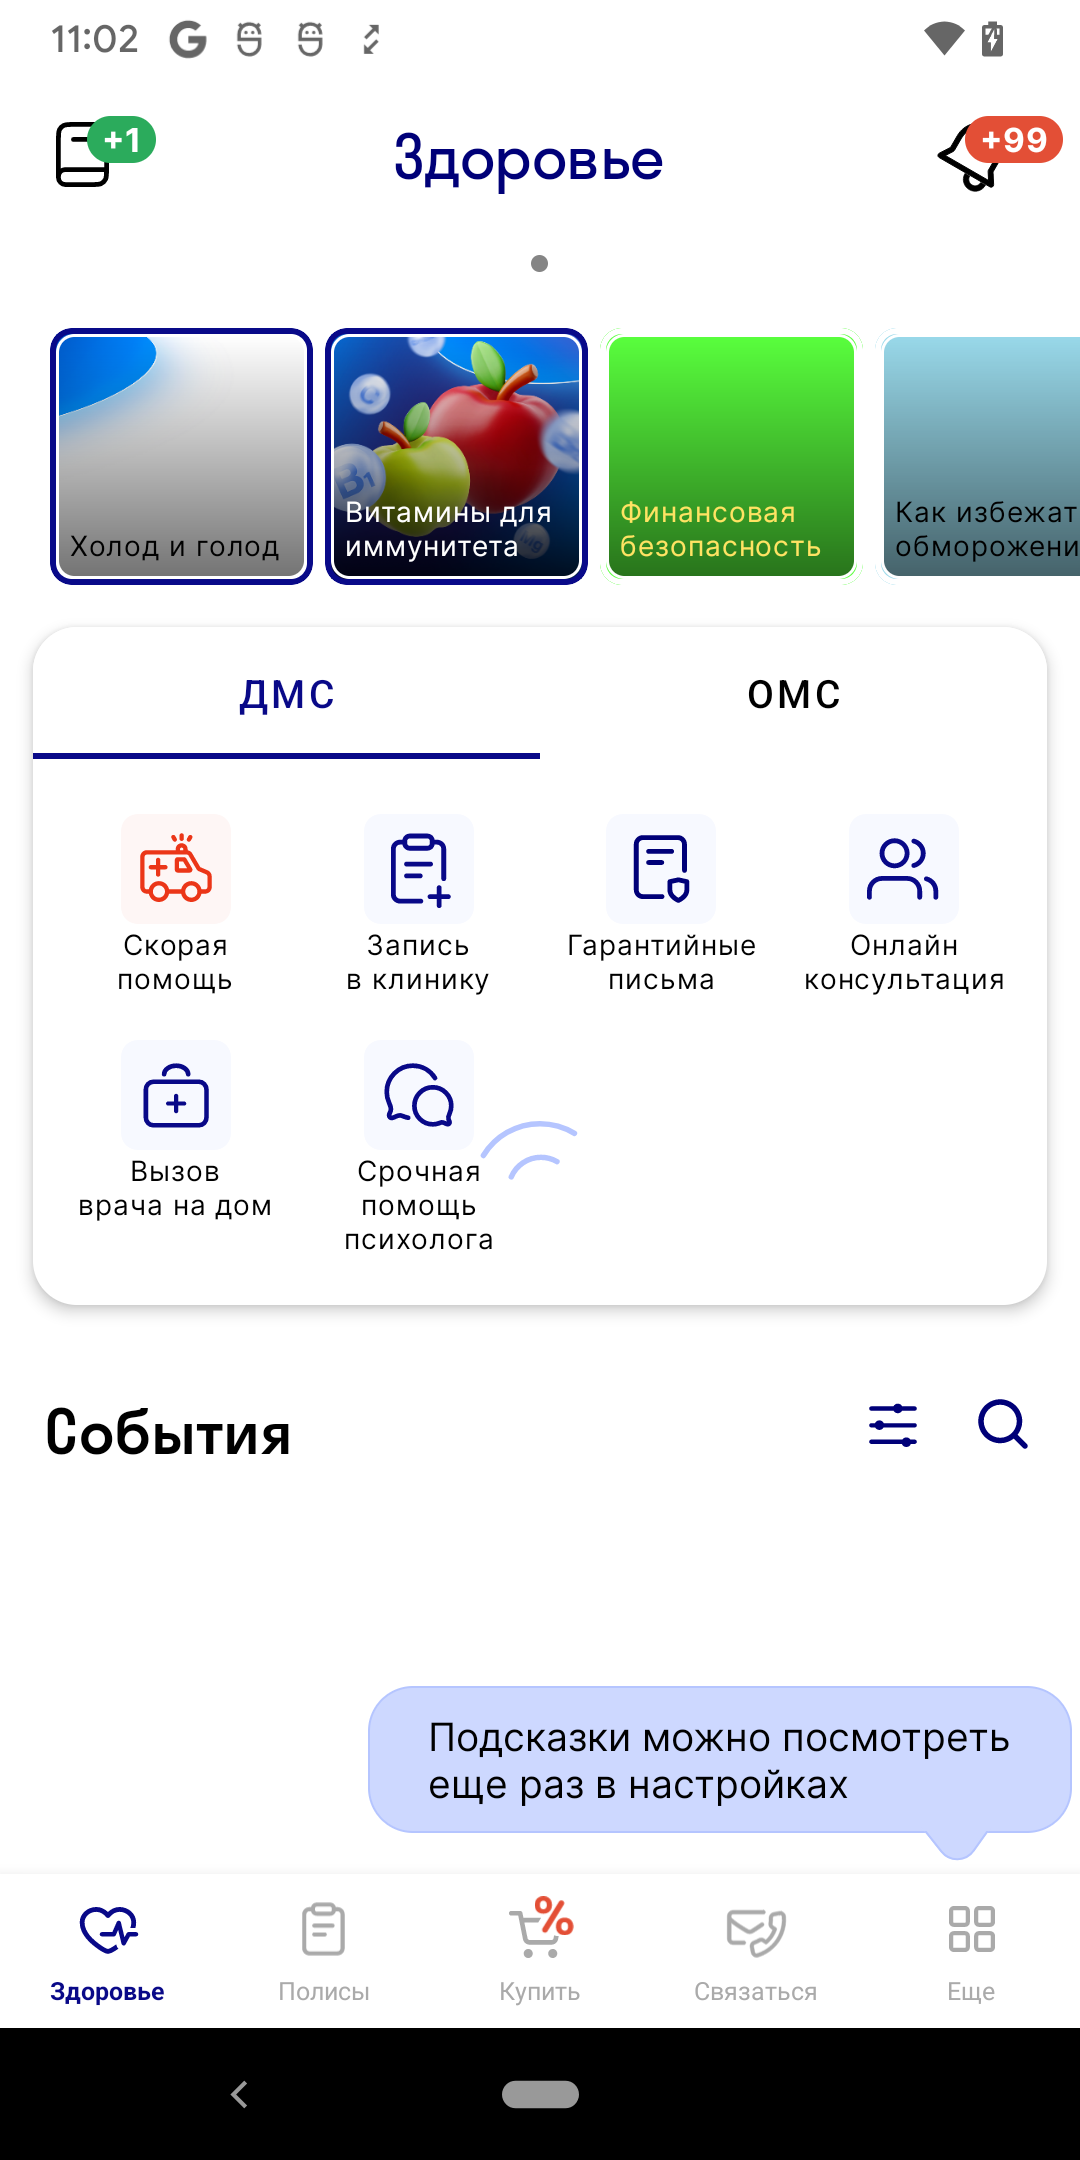 11:02
+1
Здоровье
+99
Холод и голод
B1
Витамины для
иммунитета
Финансовая
безопасность
Как избежат
обморожени
ДМС
ОМС
Скорая
помощь
Запись
в клинику
Гарантийные
письма
Онлайн
консультация
Вызов
врача на дом
Срочная
помощь
психолога
События
Подсказки можно посмотреть
еще раз в настройках
%
Здоровье
Полисы
Купить
Связаться
Еще